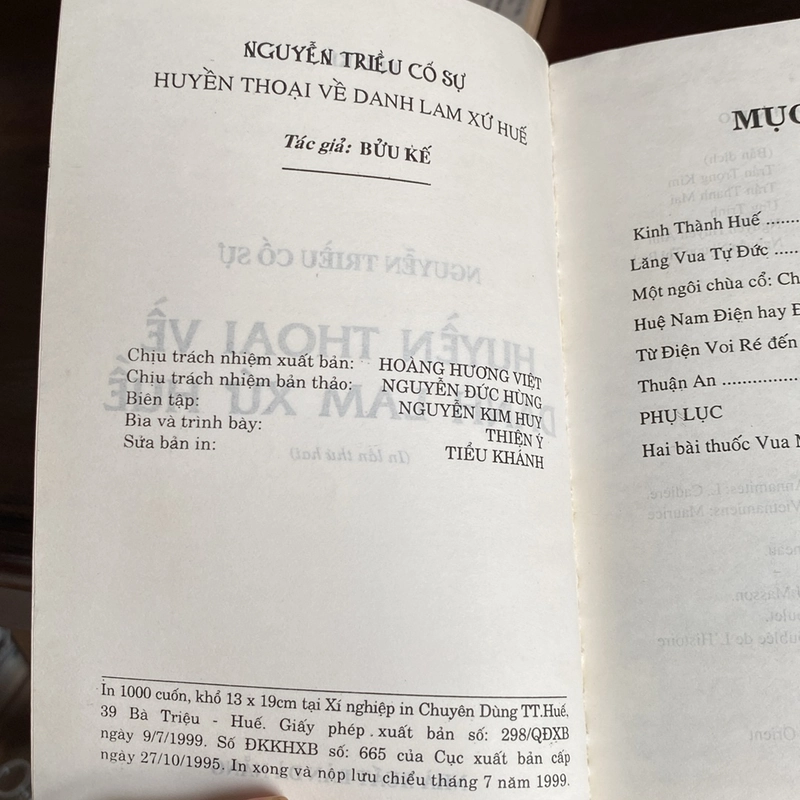 NGUYỄN TRIỀU CỐ SỰ
HUYỀN THOẠI VỀ DANH LAM XỨ HUẾ
Tác giả: BỬU KẾ
Chịu trách nhiệm xuất bản: HOÀNG HƯƠNG VIỆT
Chịu trách nhiệm bản thảo: NGUYỄN ĐỨC HÙNG
Biên tập: NGUYỄN KIM HUY
Bìa và trình bày: THIÊN Ý
Sửa bản in: TIỂU KHÁNH
In 1000 cuốn, khổ 13 x 19cm tại Xí nghiệp in Chuyên Dùng TT.Huế,
39 Bà Triệu - Huế. Giấy phép xuất bản số: 298/QĐXB
ngày 9/7/1999. Số ĐKKHXB số: 665 của Cục xuất bản cấp
ngày 27/10/1995. In xong và nộp lưu chiểu tháng 7 năm 1999.
MỤC
Kinh Thành Huế ........
Lăng Vua Tự Đức ........
Một ngôi chùa cổ: Ch
Huệ Nam Điện hay Đ
Từ Điện Voi Ré đến
Thuận An ........
PHỤ LỤC
Hai bài thuốc Vua M